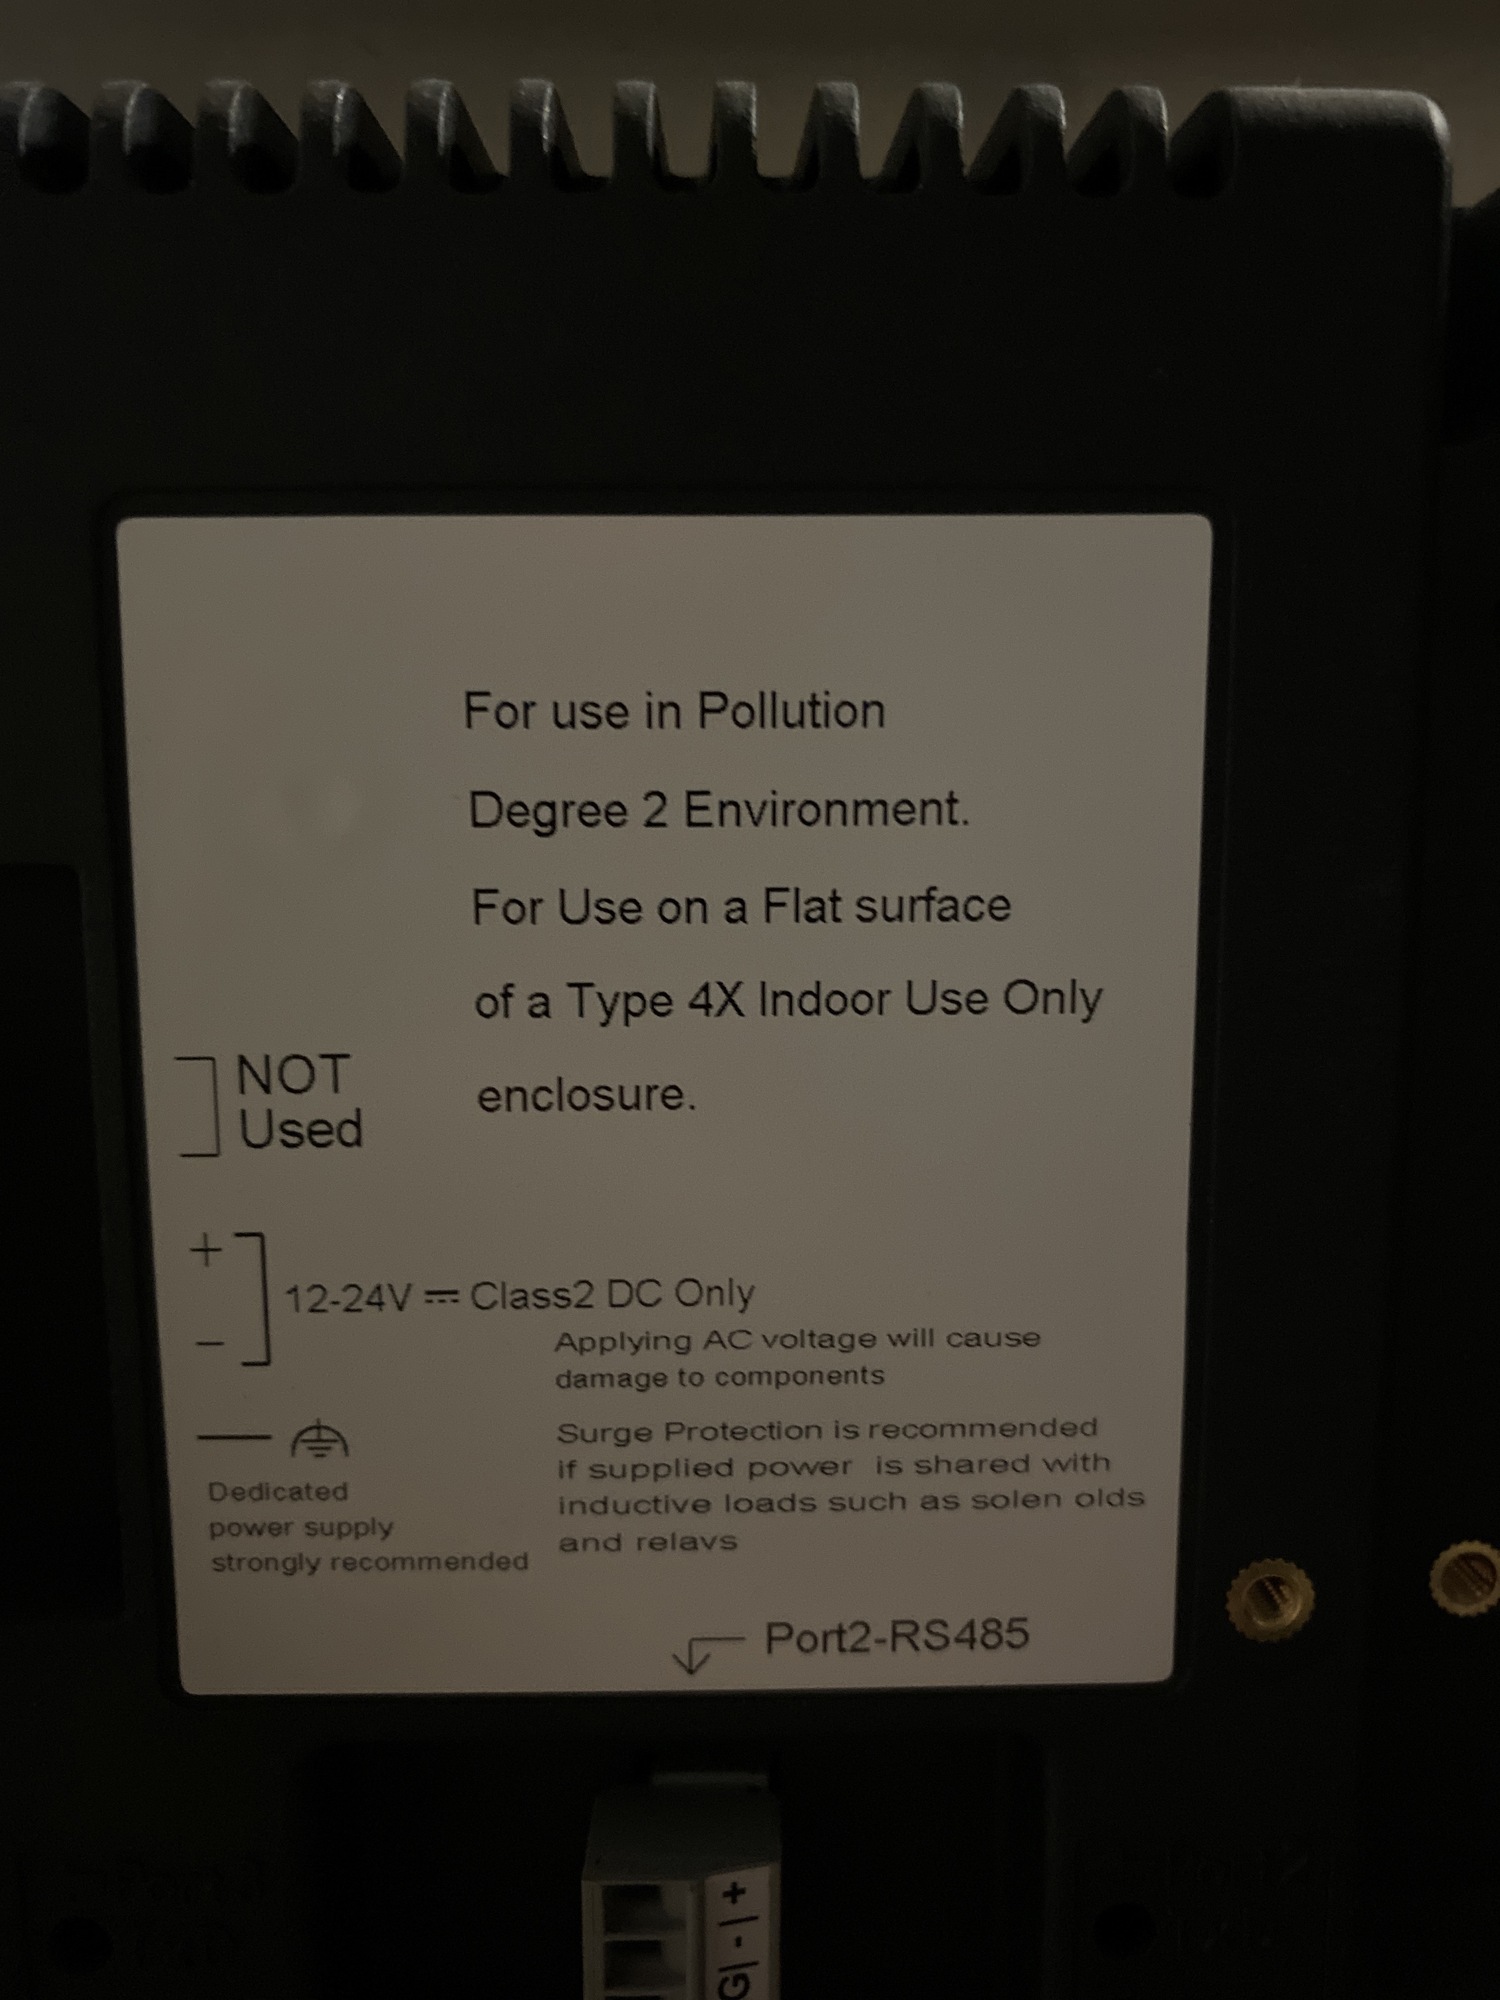 For use in Pollution
Degree 2 Environment.
For Use on a Flat surface
of a Type 4X Indoor Use Only
enclosure.
NOT
Used
+
-
12-24V ⎓ Class2 DC Only
Applying AC voltage will cause
damage to components
Surge Protection is recommended
if supplied power is shared with
inductive loads such as solen olds
and relavs
Dedicated
power supply
strongly recommended
Port2-RS485
G| - | +